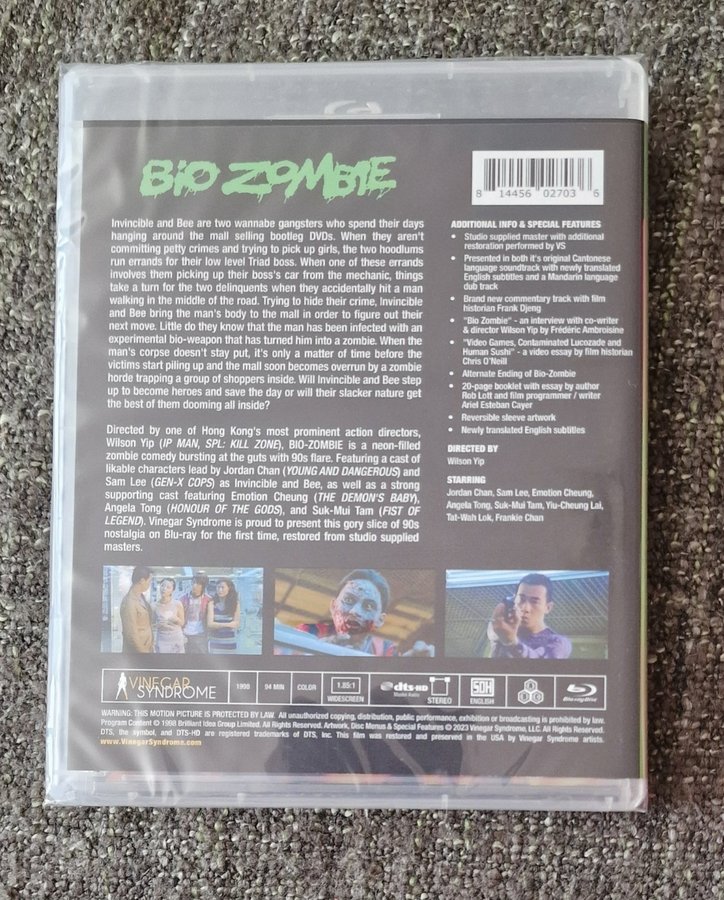 BIO ZOMBIE
8 14456 02703 6
Invincible and Bee are two wannabe gangsters who spend their days
hanging around the mall selling bootleg DVDs. When they aren't
committing petty crimes and trying to pick up girls, the two hoodlums
run errands for their low level Triad boss. When one of these errands
involves them picking up their boss's car from the mechanic, things
take a turn for the two delinquents when they accidentally hit a man
walking in the middle of the road. Trying to hide their crime, Invincible
and Bee bring the man's body to the mall in order to figure out their
next move. Little do they know that the man has been infected with an
experimental bio-weapon that has turned him into a zombie. When the
man's corpse doesn't stay put, it's only a matter of time before the
victims start piling up and the mall soon becomes overrun by a zombie
horde trapping a group of shoppers inside. Will Invincible and Bee step
up to become heroes and save the day or will their slacker nature get
the best of them dooming all inside?
Directed by one of Hong Kong's most prominent action directors,
Wilson Yip (IP MAN, SPL: KILL ZONE), BIO-ZOMBIE is a neon-filled
zombie comedy bursting at the guts with 90s flare. Featuring a cast of
likable characters lead by Jordan Chan (YOUNG AND DANGEROUS) and
Sam Lee (GEN-X COPS) as Invincible and Bee, as well as a strong
supporting cast featuring Emotion Cheung (THE DEMON'S BABY),
Angela Tong (HONOUR OF THE GODS), and Suk-Mui Tam (FIST OF
LEGEND). Vinegar Syndrome is proud to present this gory slice of 90s
nostalgia on Blu-ray for the first time, restored from studio supplied
masters.
ADDITIONAL INFO & SPECIAL FEATURES
• Studio supplied master with additional
restoration performed by VS
• Presented in both it's original Cantonese
language soundtrack with newly translated
English subtitles and a Mandarin language
dub track
• Brand new commentary track with film
historian Frank Djeng
• "Bio Zombie" - an interview with co-writer
& director Wilson Yip by Frédéric Ambroisine
• "Video Games, Contaminated Lucozade and
Human Sushi" - a video essay by film historian
Chris O'Neill
• Alternate Ending of Bio-Zombie
• 20-page booklet with essay by author
Rob Lott and film programmer / writer
Ariel Esteban Cayer
• Reversible sleeve artwork
• Newly translated English subtitles
DIRECTED BY
Wilson Yip
STARRING
Jordan Chan, Sam Lee, Emotion Cheung,
Angela Tong, Suk-Mui Tam, Yiu-Cheung Lai,
Tat-Wah Lok, Frankie Chan
VINEGAR
SYNDROME
1998
94 MIN
COLOR
1.85:1
WIDESCREEN
dts-HD
Master Audio
STEREO
SDH
ENGLISH
Blu-ray Disc
WARNING: THIS MOTION PICTURE IS PROTECTED BY LAW. All unauthorized copying, distribution, public performance, exhibition or broadcasting is prohibited by law.
Program Content © 1998 Brilliant Idea Group Limited. All Rights Reserved. Artwork, Disc Menus & Special Features © 2023 Vinegar Syndrome, LLC. All Rights Reserved.
DTS, the symbol, and DTS-HD are registered trademarks of DTS, Inc. This film was restored and preserved in the USA by Vinegar Syndrome artists.
www.VinegarSyndrome.com